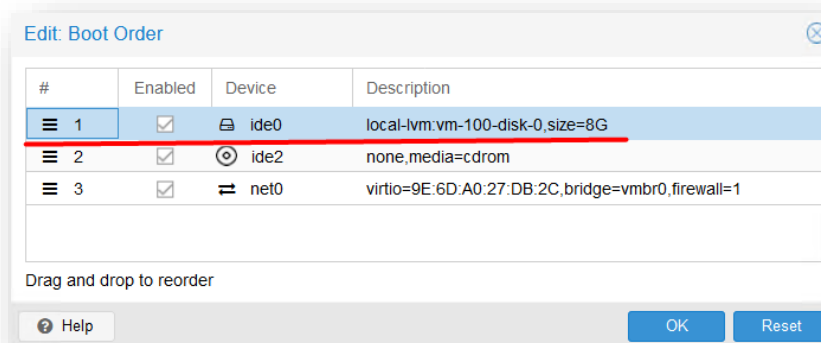 Edit: Boot Order
# Enabled Device Description
1 ide0 local-lvm:vm-100-disk-0,size=8G
2 ide2 none,media=cdrom
3 net0 virtio=9E:6D:A0:27:DB:2C,bridge=vmbr0,firewall=1
Drag and drop to reorder
Help OK Reset